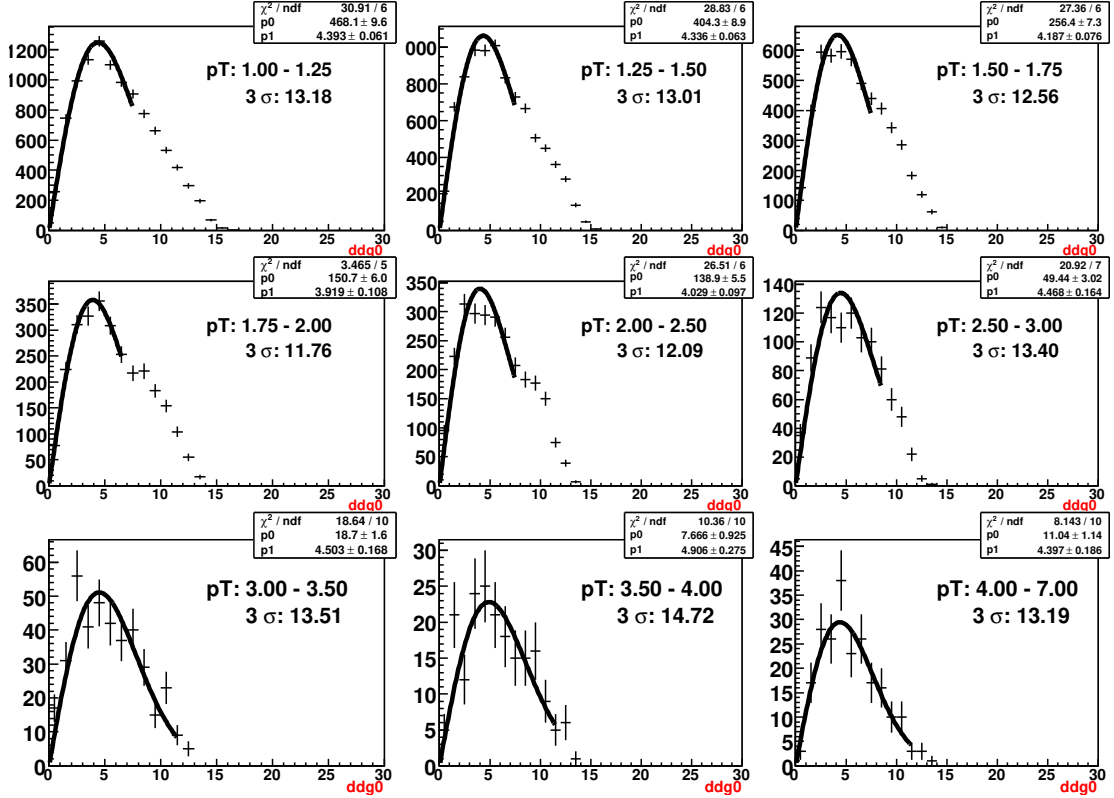 χ² / ndf 30.91 / 6
p0 468.1 ± 9.6
p1 4.393 ± 0.061
pT: 1.00 - 1.25
3 σ: 13.18
1200
1000
800
600
400
200
0
0 5 10 15 20 25 30
ddg0
χ² / ndf 28.83 / 6
p0 404.3 ± 8.9
p1 4.336 ± 0.063
pT: 1.25 - 1.50
3 σ: 13.01
000
800
600
400
200
0
0 5 10 15 20 25 30
ddg0
χ² / ndf 27.36 / 6
p0 256.4 ± 7.3
p1 4.187 ± 0.076
pT: 1.50 - 1.75
3 σ: 12.56
600
500
400
300
200
100
0
0 5 10 15 20 25 30
ddg0
χ² / ndf 3.465 / 5
p0 150.7 ± 6.0
p1 3.919 ± 0.108
pT: 1.75 - 2.00
3 σ: 11.76
350
300
250
200
150
100
50
0
0 5 10 15 20 25 30
ddg0
χ² / ndf 26.51 / 6
p0 138.9 ± 5.5
p1 4.029 ± 0.097
pT: 2.00 - 2.50
3 σ: 12.09
350
300
250
200
150
100
50
0
0 5 10 15 20 25 30
ddg0
χ² / ndf 20.92 / 7
p0 49.44 ± 3.02
p1 4.468 ± 0.164
pT: 2.50 - 3.00
3 σ: 13.40
140
120
100
80
60
40
20
0
0 5 10 15 20 25 30
ddg0
χ² / ndf 18.64 / 10
p0 18.7 ± 1.6
p1 4.503 ± 0.168
pT: 3.00 - 3.50
3 σ: 13.51
60
50
40
30
20
10
0
0 5 10 15 20 25 30
ddg0
χ² / ndf 10.36 / 10
p0 7.666 ± 0.925
p1 4.906 ± 0.275
pT: 3.50 - 4.00
3 σ: 14.72
30
25
20
15
10
5
0
0 5 10 15 20 25 30
ddg0
χ² / ndf 8.143 / 10
p0 11.04 ± 1.14
p1 4.397 ± 0.186
pT: 4.00 - 7.00
3 σ: 13.19
45
40
35
30
25
20
15
10
5
0
0 5 10 15 20 25 30
ddg0